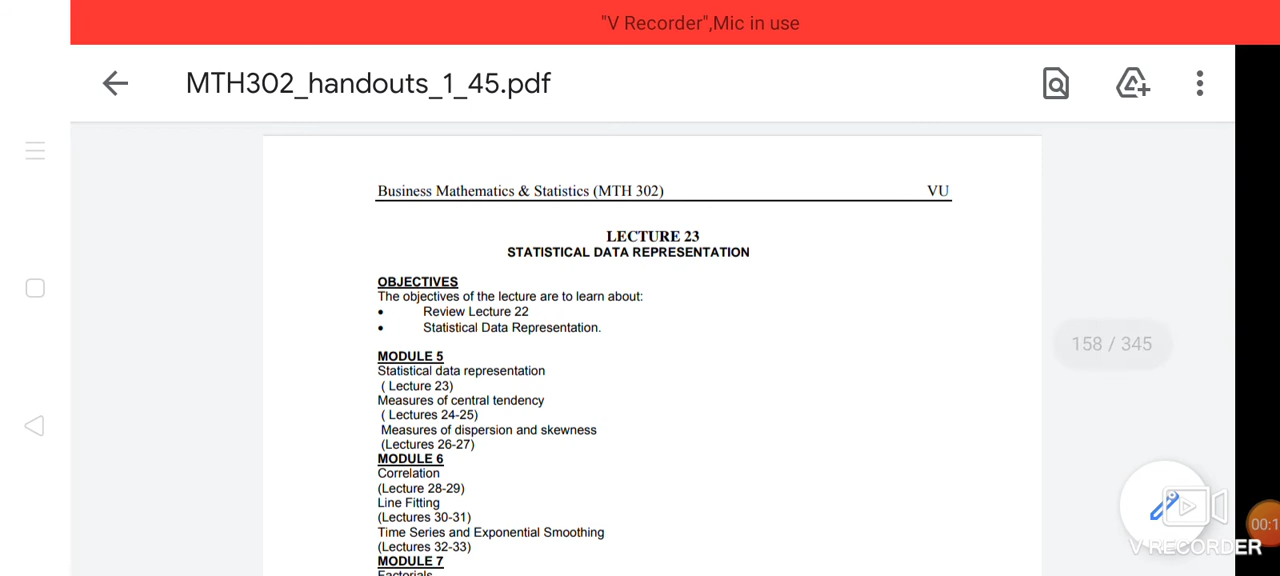 "V Recorder",Mic in use
MTH302_handouts_1_45.pdf
Business Mathematics & Statistics (MTH 302) VU
LECTURE 23
STATISTICAL DATA REPRESENTATION
OBJECTIVES
The objectives of the lecture are to learn about:
• Review Lecture 22
• Statistical Data Representation.
158 / 345
MODULE 5
Statistical data representation
( Lecture 23)
Measures of central tendency
( Lectures 24-25)
Measures of dispersion and skewness
(Lectures 26-27)
MODULE 6
Correlation
(Lecture 28-29)
Line Fitting
(Lectures 30-31)
Time Series and Exponential Smoothing
(Lectures 32-33)
MODULE 7
Factorials
00:1
V RECORDER